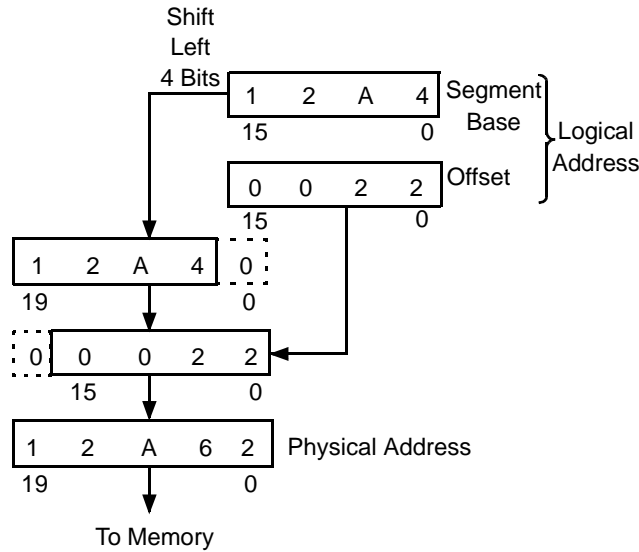 Shift
Left
4 Bits
1 2 A 4
Segment
Base
15 0
Logical
Address
0 0 2 2
Offset
15 0
1 2 A 4 0
19 0
0 0 0 2 2
15 0
1 2 A 6 2
Physical Address
19 0
To Memory